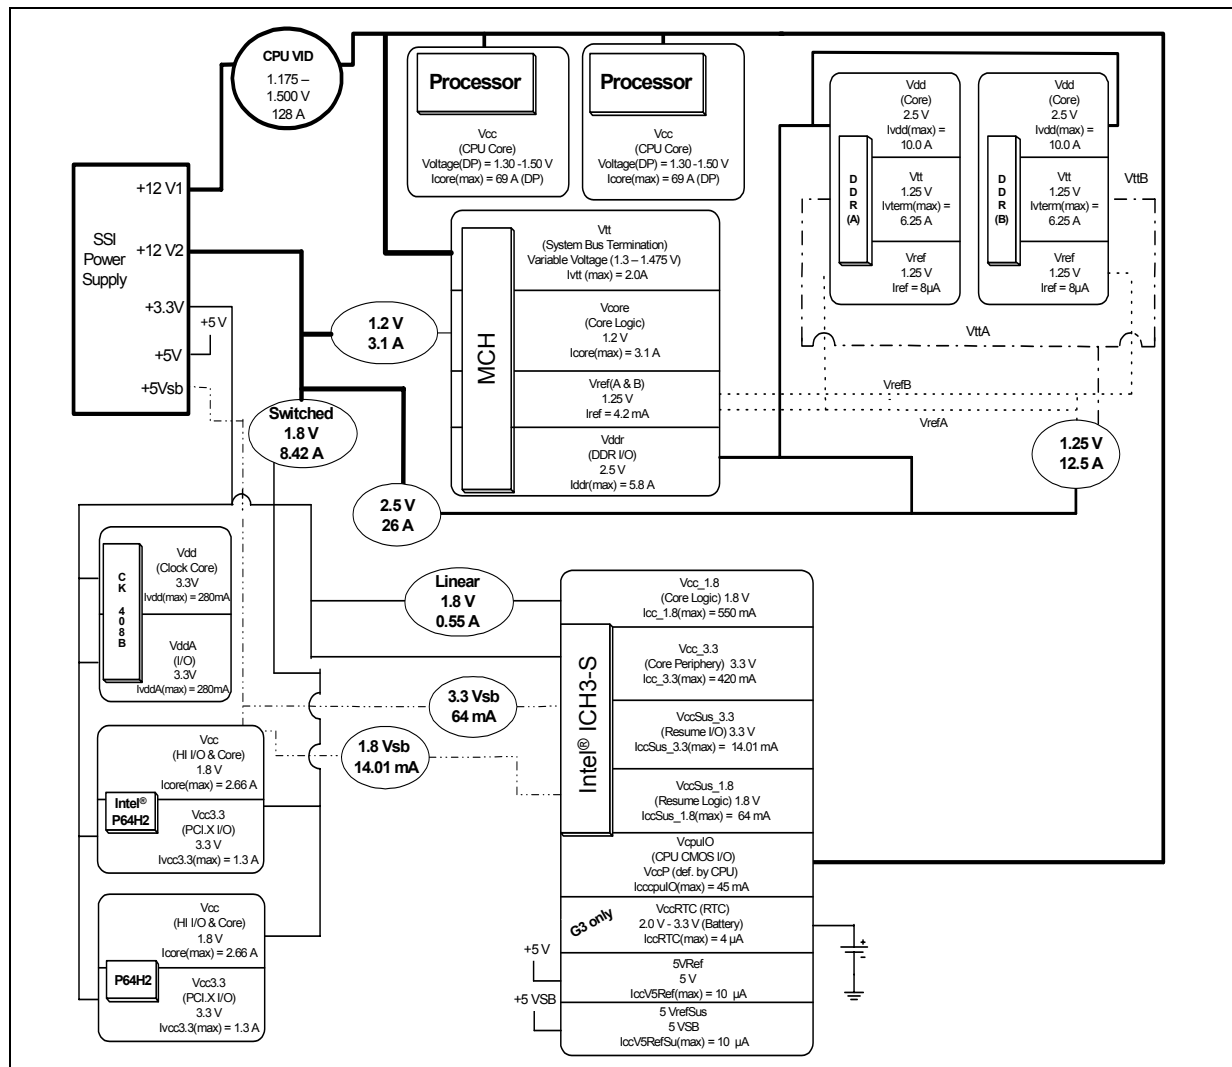 CPU VID
1.175 –
1.500 V
128 A
Processor
Vcc
(CPU Core)
Voltage(DP) = 1.30 -1.50 V
Icore(max) = 69 A (DP)
Processor
Vcc
(CPU Core)
Voltage(DP) = 1.30 -1.50 V
Icore(max) = 69 A (DP)
Vdd
(Core)
2.5 V
Ivdd(max) =
10.0 A
DDR (A)
Vtt
1.25 V
Ivterm(max) =
6.25 A
Vref
1.25 V
Iref = 8µA
Vdd
(Core)
2.5 V
Ivdd(max) =
10.0 A
DDR (B)
Vtt
1.25 V
Ivterm(max) =
6.25 A
Vref
1.25 V
Iref = 8µA
VttB
VttA
VrefB
VrefA
1.25 V
12.5 A
SSI
Power
Supply
+12 V1
+12 V2
+3.3V
+5 V
+5V
+5Vsb
MCH
Vtt
(System Bus Termination)
Variable Voltage (1.3 – 1.475 V)
Ivtt (max) = 2.0A
Vcore
(Core Logic)
1.2 V
Icore(max) = 3.1 A
Vref(A & B)
1.25 V
Iref = 4.2 mA
Vddr
(DDR I/O)
2.5 V
Iddr(max) = 5.8 A
1.2 V
3.1 A
Switched
1.8 V
8.42 A
2.5 V
26 A
CK 408B
Vdd
(Clock Core)
3.3V
Ivdd(max) = 280mA
VddA
(I/O)
3.3V
IvddA(max) = 280mA
Linear
1.8 V
0.55 A
3.3 Vsb
64 mA
1.8 Vsb
14.01 mA
Intel®
P64H2
Vcc
(HI I/O & Core)
1.8 V
Icore(max) = 2.66 A
Vcc3.3
(PCI.X I/O)
3.3 V
Ivcc3.3(max) = 1.3 A
P64H2
Vcc
(HI I/O & Core)
1.8 V
Icore(max) = 2.66 A
Vcc3.3
(PCI.X I/O)
3.3 V
Ivcc3.3(max) = 1.3 A
Intel® ICH3-S
Vcc_1.8
(Core Logic) 1.8 V
Icc_1.8(max) = 550 mA
Vcc_3.3
(Core Periphery) 3.3 V
Icc_3.3(max) = 420 mA
VccSus_3.3
(Resume I/O) 3.3 V
IccSus_3.3(max) = 14.01 mA
VccSus_1.8
(Resume Logic) 1.8 V
IccSus_1.8(max) = 64 mA
VcpuIO
(CPU CMOS I/O)
VccP (def. by CPU)
IcccpuIO(max) = 45 mA
G3 only
VccRTC (RTC)
2.0 V - 3.3 V (Battery)
IccRTC(max) = 4 µA
+5 V
5VRef
5 V
IccV5Ref(max) = 10 µA
+5 VSB
5 VrefSus
5 VSB
IccV5RefSu(max) = 10 µA
+